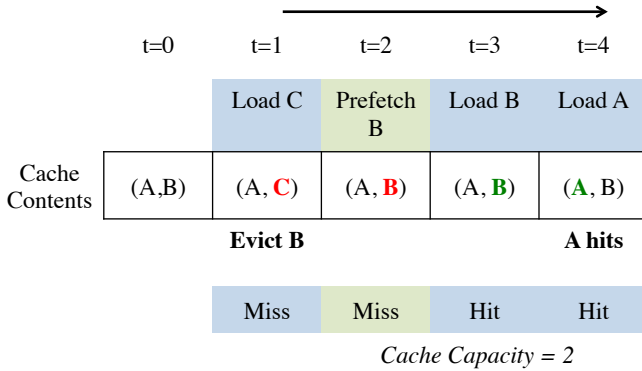 t=0 t=1 t=2 t=3 t=4
Load C Prefetch B Load B Load A
Cache Contents (A,B) (A, C) (A, B) (A, B) (A, B)
Evict B A hits
Miss Miss Hit Hit
Cache Capacity = 2